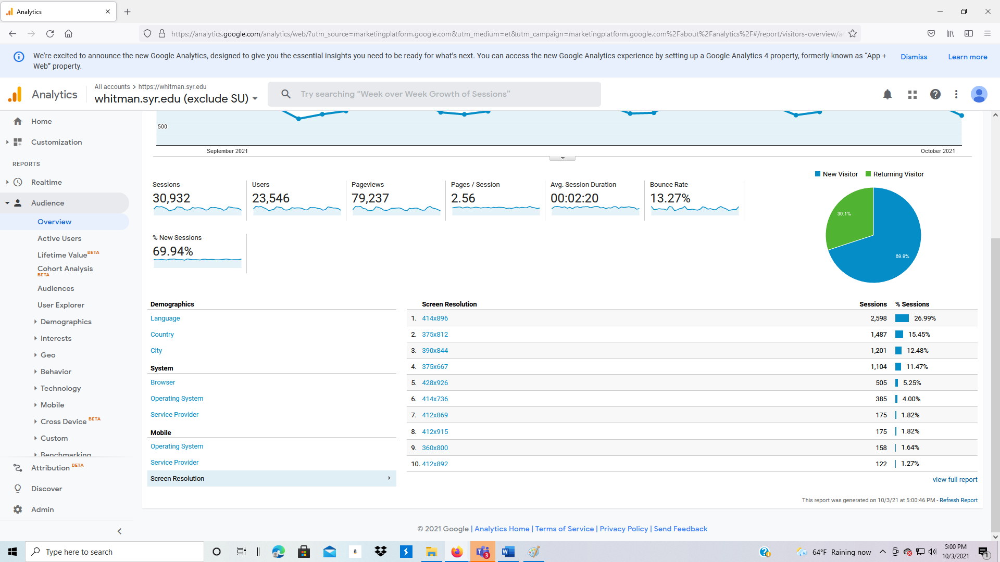 Analytics
https://analytics.google.com/analytics/web/?utm_source=marketingplatform.google.com&utm_medium=et&utm_campaign=marketingplatform.google.com%2Fabout%2Fanalytics%2F#/report/visitors-overview/a
We're excited to announce the new Google Analytics, designed to give you the essential insights you need to be ready for what's next. You can access the new Google Analytics experience by setting up a Google Analytics 4 property, formerly known as “App +
Web” property.
Dismiss
Learn more
Analytics
All accounts > https://whitman.syr.edu
whitman.syr.edu (exclude SU)
Try searching “Week over Week Growth of Sessions”
Home
Customization
REPORTS
Realtime
Audience
Overview
Active Users
Lifetime Value BETA
Cohort Analysis
BETA
Audiences
User Explorer
Demographics
Interests
Geo
Behavior
Technology
Mobile
Cross Device BETA
Custom
Benchmarking
Attribution BETA
Discover
Admin
500
September 2021
October 2021
Sessions
30,932
Users
23,546
Pageviews
79,237
Pages / Session
2.56
Avg. Session Duration
00:02:20
Bounce Rate
13.27%
% New Sessions
69.94%
New Visitor
Returning Visitor
30.1%
69.9%
Demographics
Language
Country
City
System
Browser
Operating System
Service Provider
Mobile
Operating System
Service Provider
Screen Resolution
Screen Resolution Sessions % Sessions
1. 414x896 2,598 26.99%
2. 375x812 1,487 15.45%
3. 390x844 1,201 12.48%
4. 375x667 1,104 11.47%
5. 428x926 505 5.25%
6. 414x736 385 4.00%
7. 412x869 175 1.82%
8. 412x915 175 1.82%
9. 360x800 158 1.64%
10. 412x892 122 1.27%
view full report
This report was generated on 10/3/21 at 5:00:46 PM - Refresh Report
© 2021 Google | Analytics Home | Terms of Service | Privacy Policy | Send Feedback
Type here to search
a
3
64°F Raining now
5:00 PM
10/3/2021
1